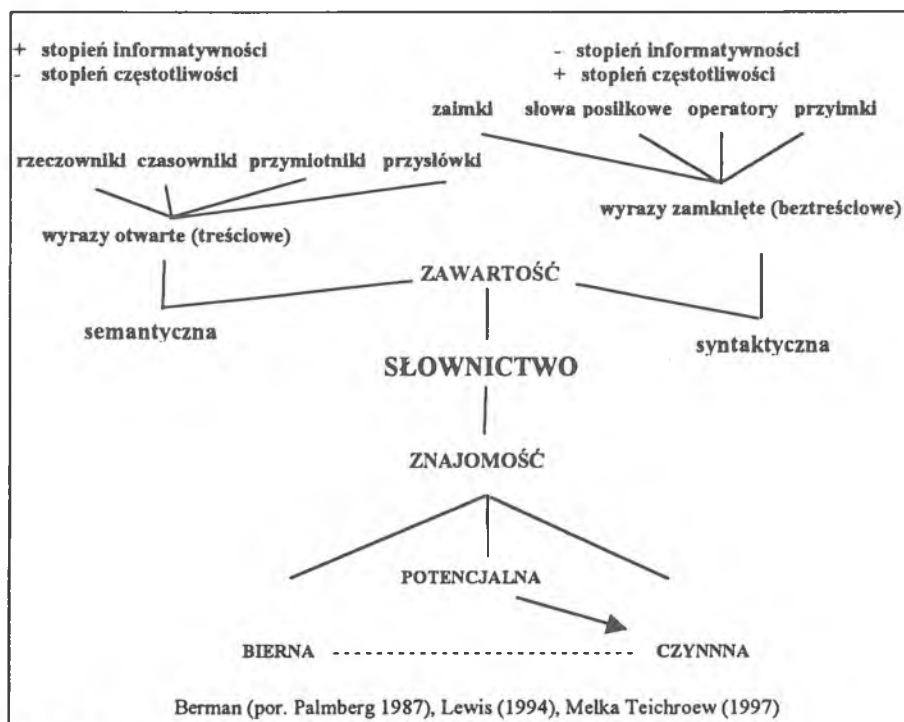 + stopień informatywności
- stopień częstotliwości
- stopień informatywności
+ stopień częstotliwości
zaimki słowa posiłkowe operatory przyimki
rzeczowniki czasowniki przymiotniki przysłówki
wyrazy zamknięte (beztreściowe)
wyrazy otwarte (treściowe)
ZAWARTOŚĆ
semantyczna
syntaktyczna
SŁOWNICTWO
ZNAJOMOŚĆ
POTENCJALNA
BIERNA CZYNNNA
Berman (por. Palmberg 1987), Lewis (1994), Melka Teichroew (1997)